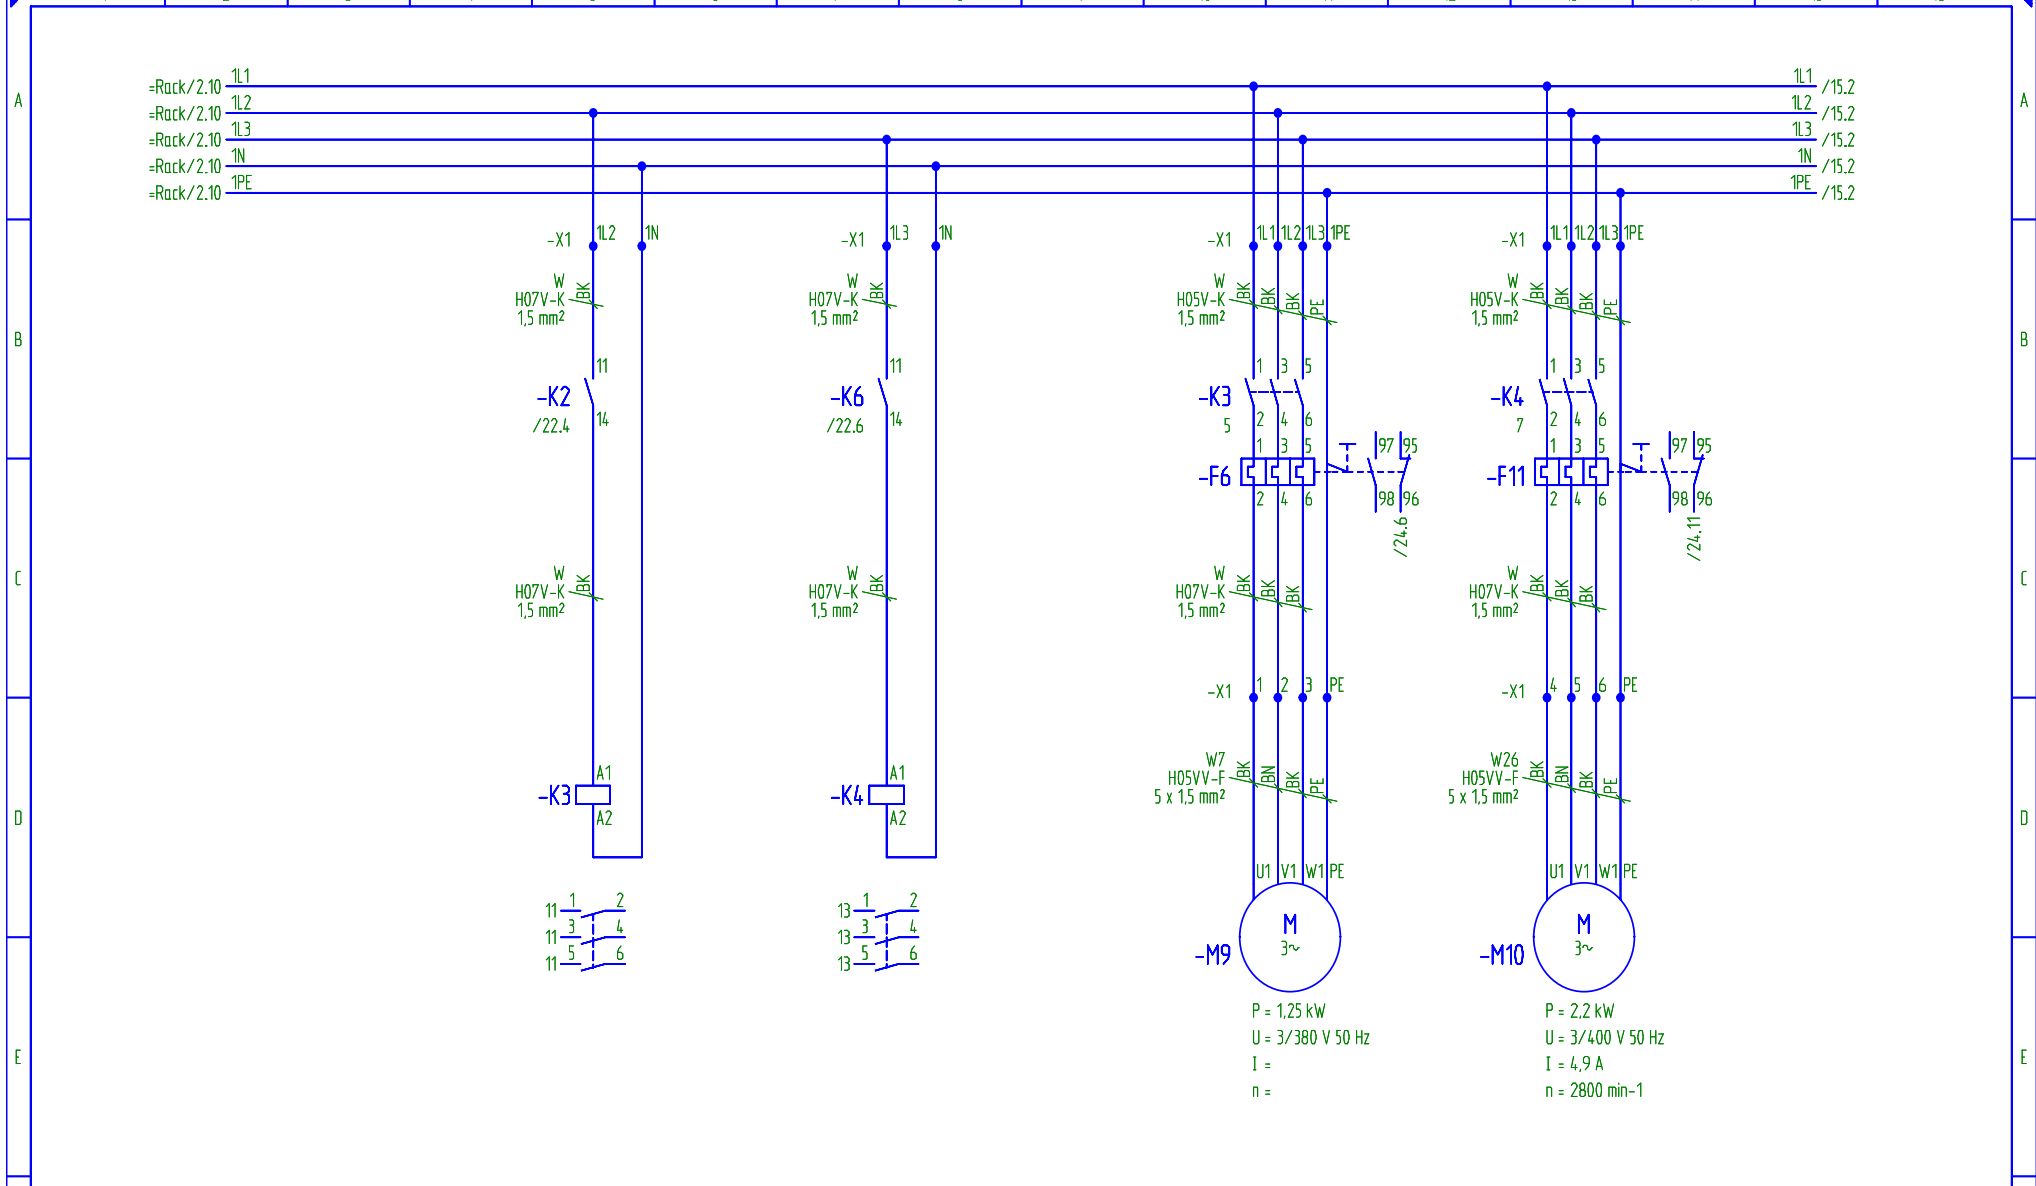 A
A
=Rack/2.10 1L1 1L1 /15.2
=Rack/2.10 1L2 1L2 /15.2
=Rack/2.10 1L3 1L3 /15.2
=Rack/2.10 1N 1N /15.2
=Rack/2.10 1PE 1PE /15.2
-X1 1L2 1N
-X1 1L3 1N
-X1 1L1 1L2 1L3 1PE
-X1 1L1 1L2 1L3 1PE
W
H07V-K
1,5 mm²
BK
W
H07V-K
1,5 mm²
BK
W
H05V-K
1,5 mm²
BK BK BK PE
W
H05V-K
1,5 mm²
BK BK BK PE
B
B
11
-K2
/22.4
14
11
-K6
/22.6
14
1 3 5
-K3
5
2 4 6
1 3 5
-K4
7
2 4 6
1 3 5
-F6
2 4 6
97 95
98 96
/24.6
1 3 5
-F11
2 4 6
97 95
98 96
/24.11
C
C
W
H07V-K
1,5 mm²
BK
W
H07V-K
1,5 mm²
BK
W
H07V-K
1,5 mm²
BK BK BK
W
H07V-K
1,5 mm²
BK BK BK
-X1 1 2 3 PE
-X1 4 5 6 PE
W7
H05VV-F
5 x 1,5 mm²
BK BN BK PE
W26
H05VV-F
5 x 1,5 mm²
BK BN BK PE
D
D
A1
-K3
A2
A1
-K4
A2
U1 V1 W1 PE
U1 V1 W1 PE
11 1 2
11 3 4
11 5 6
13 1 2
13 3 4
13 5 6
M
3~
-M9
M
3~
-M10
P = 1,25 kW
U = 3/380 V 50 Hz
I =
n =
P = 2,2 kW
U = 3/400 V 50 Hz
I = 4,9 A
n = 2800 min-1
E
E